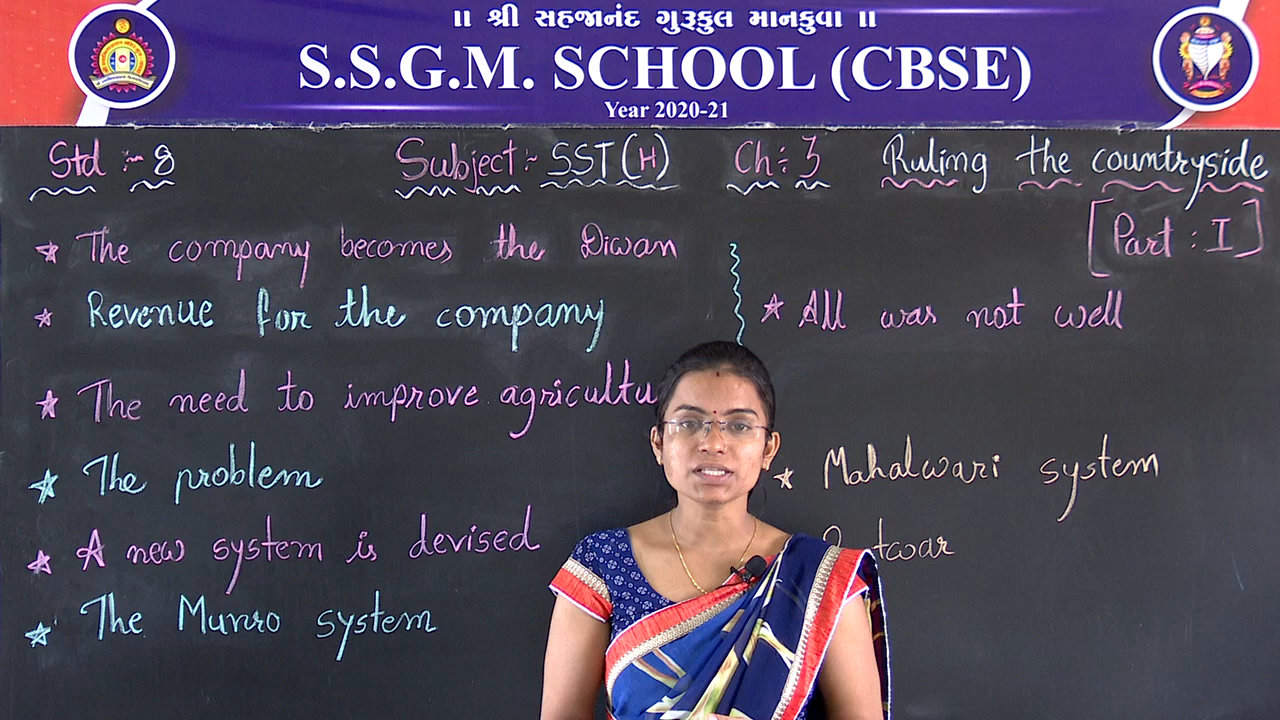 ॥ શ્રી સહજાનંદ ગુરૂકુલ માનકુવા ॥
S.S.G.M. SCHOOL (CBSE)
Year 2020-21
Std :- 8 Subject:- SST(H) Ch: 3 Ruling the countryside
[Part : I]
★ The company becomes the Diwan
★ Revenue for the company
★ The need to improve
★ The problem
★ A new system is devised
★ The Munro system
★ All was not well
★ Mahalwari system